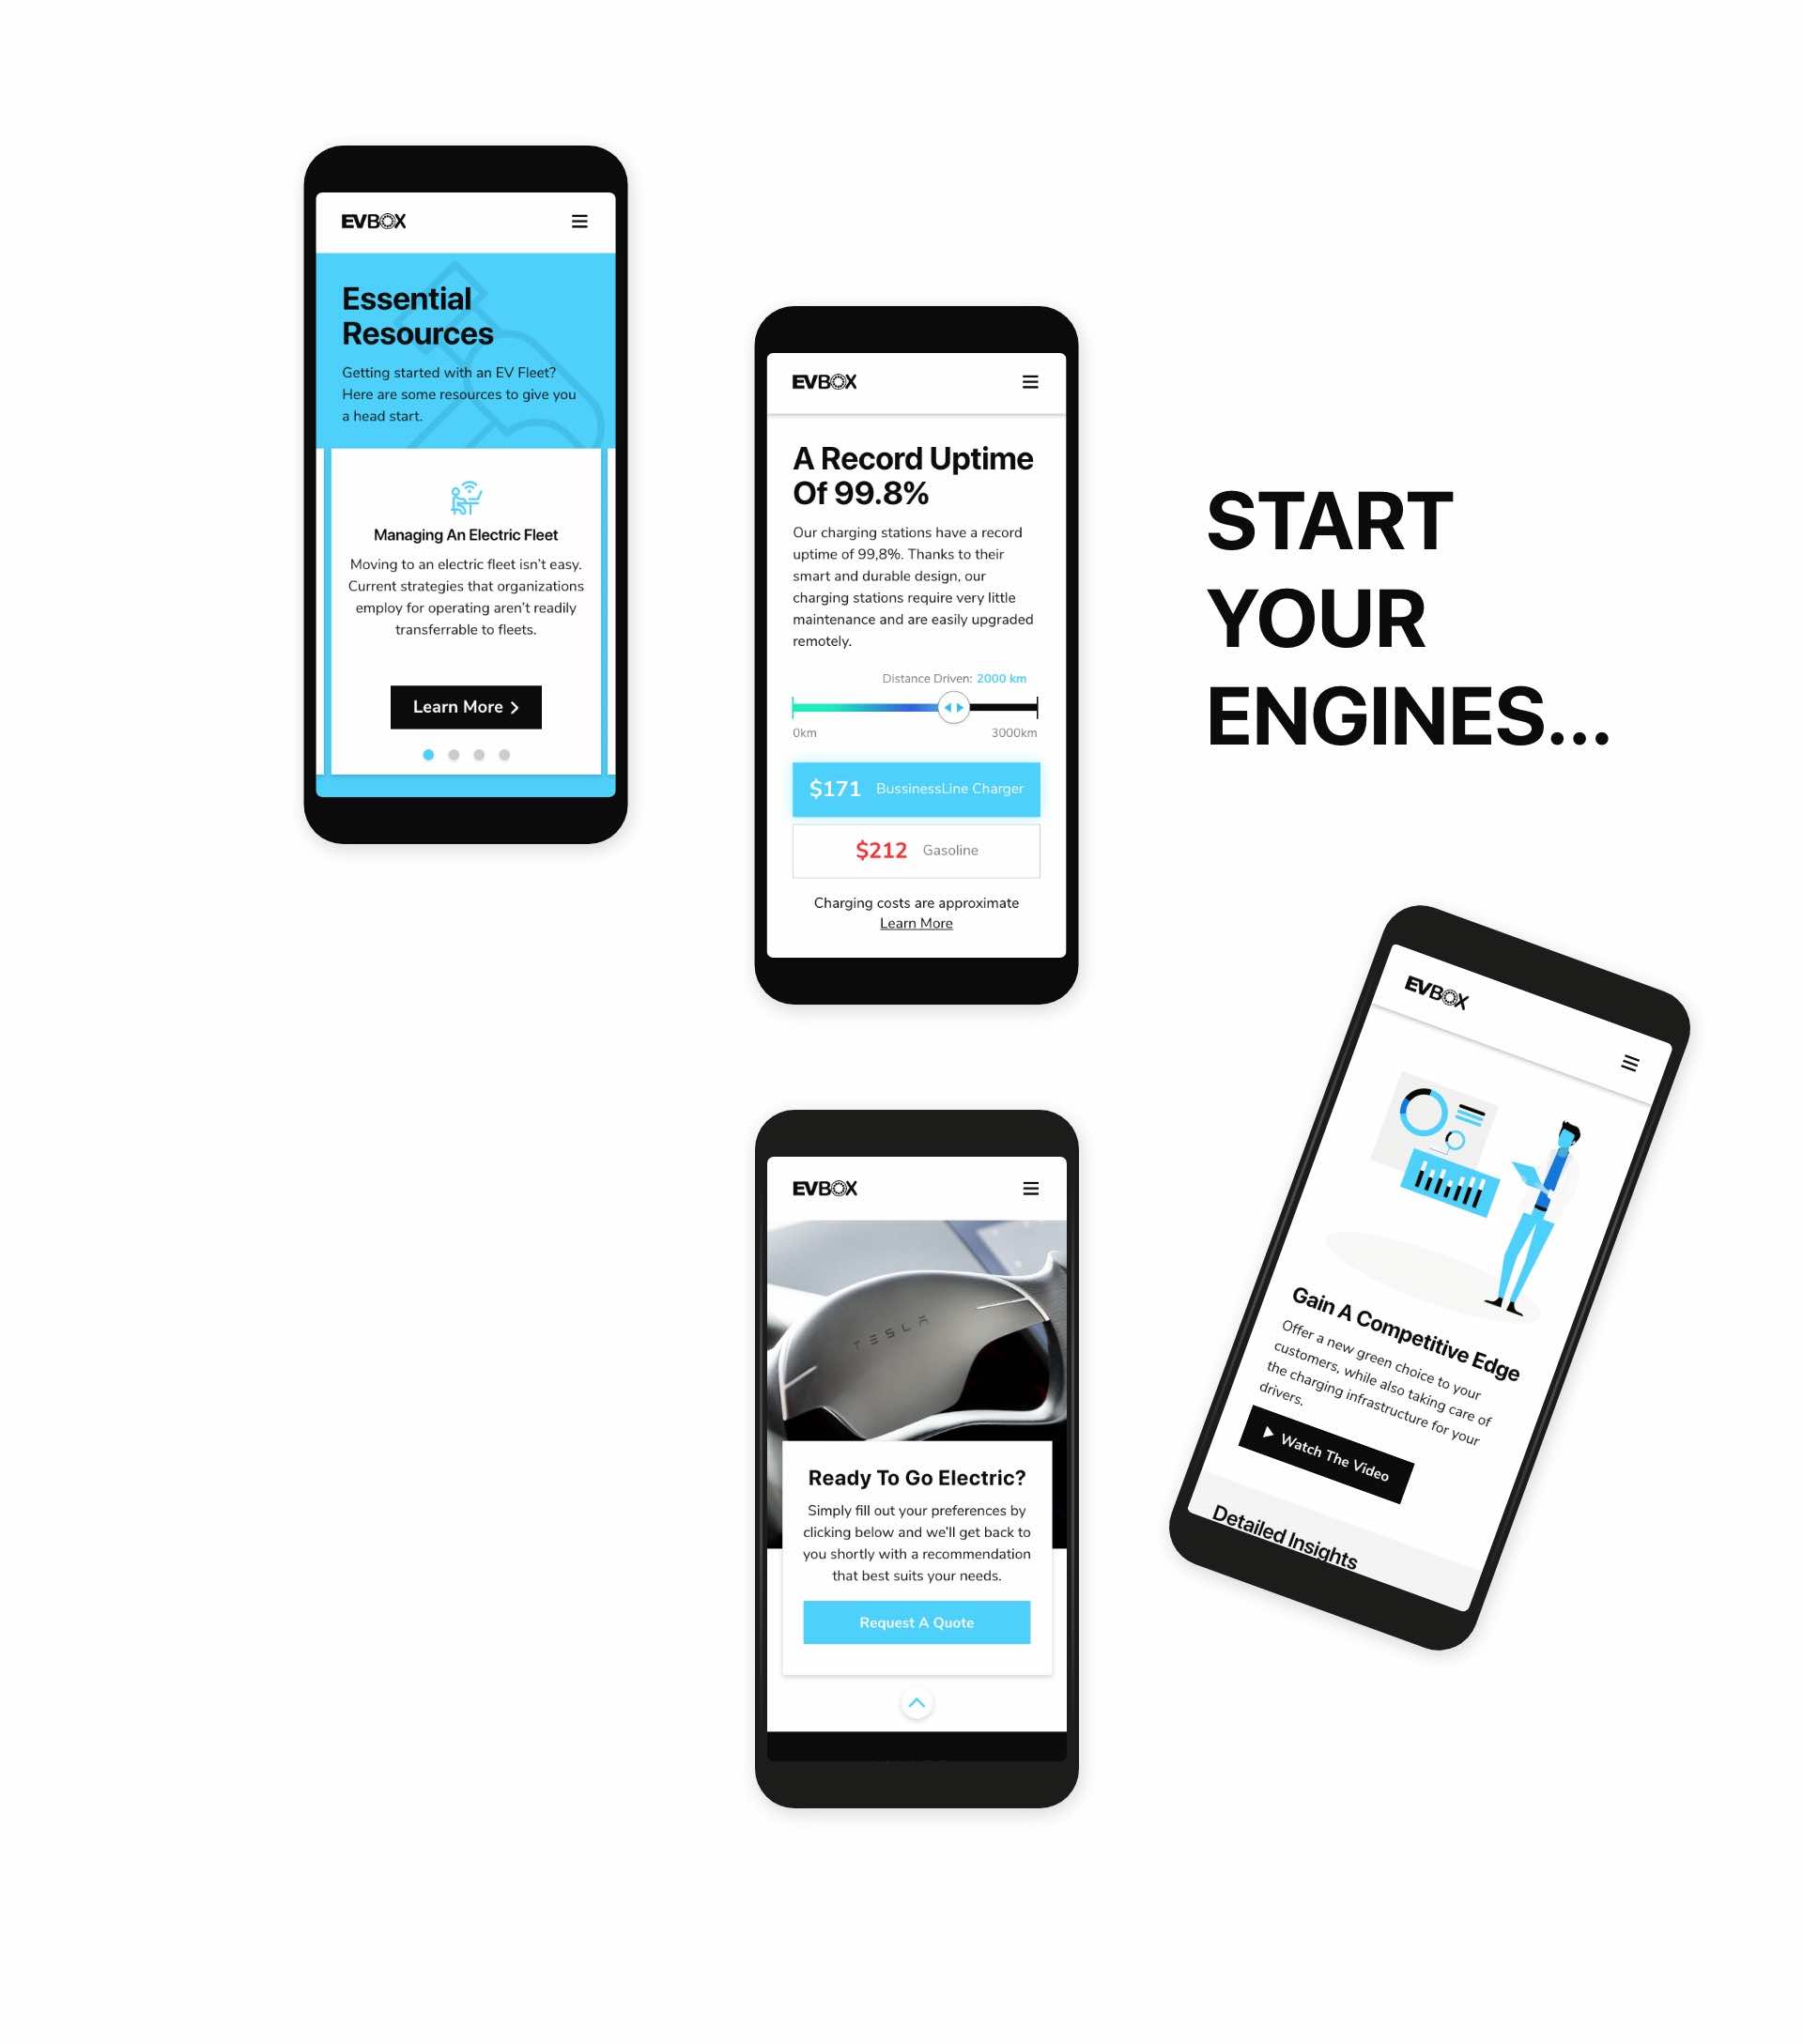 EVBOX
Essential
Resources
Getting started with an EV Fleet?
Here are some resources to give you
a head start.
Managing An Electric Fleet
Moving to an electric fleet isn't easy.
Current strategies that organizations
employ for operating aren't readily
transferrable to fleets.
Learn More
EVBOX
A Record Uptime
Of 99.8%
Our charging stations have a record
uptime of 99,8%. Thanks to their
smart and durable design, our
charging stations require very little
maintenance and are easily upgraded
remotely.
Distance Driven: 2000 km
0km 3000km
$171 BussinessLine Charger
$212 Gasoline
Charging costs are approximate
Learn More
START
YOUR
ENGINES...
EVBOX
TESLA
Ready To Go Electric?
Simply fill out your preferences by
clicking below and we'll get back to
you shortly with a recommendation
that best suits your needs.
Request A Quote
EVBOX
Gain A Competitive Edge
Offer a new green choice to your
customers, while also taking care of
the charging infrastructure for your
drivers.
Watch The Video
Detailed Insights